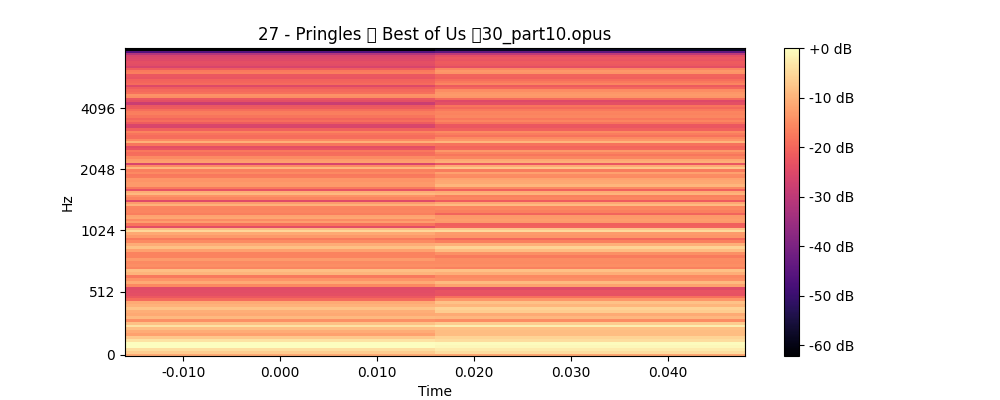 27 - Pringles Best of Us 30_part10.opus
+0 dB
-10 dB
-20 dB
-30 dB
-40 dB
-50 dB
-60 dB
4096
2048
1024
512
0
Hz
-0.010
0.000
0.010
0.020
0.030
0.040
Time